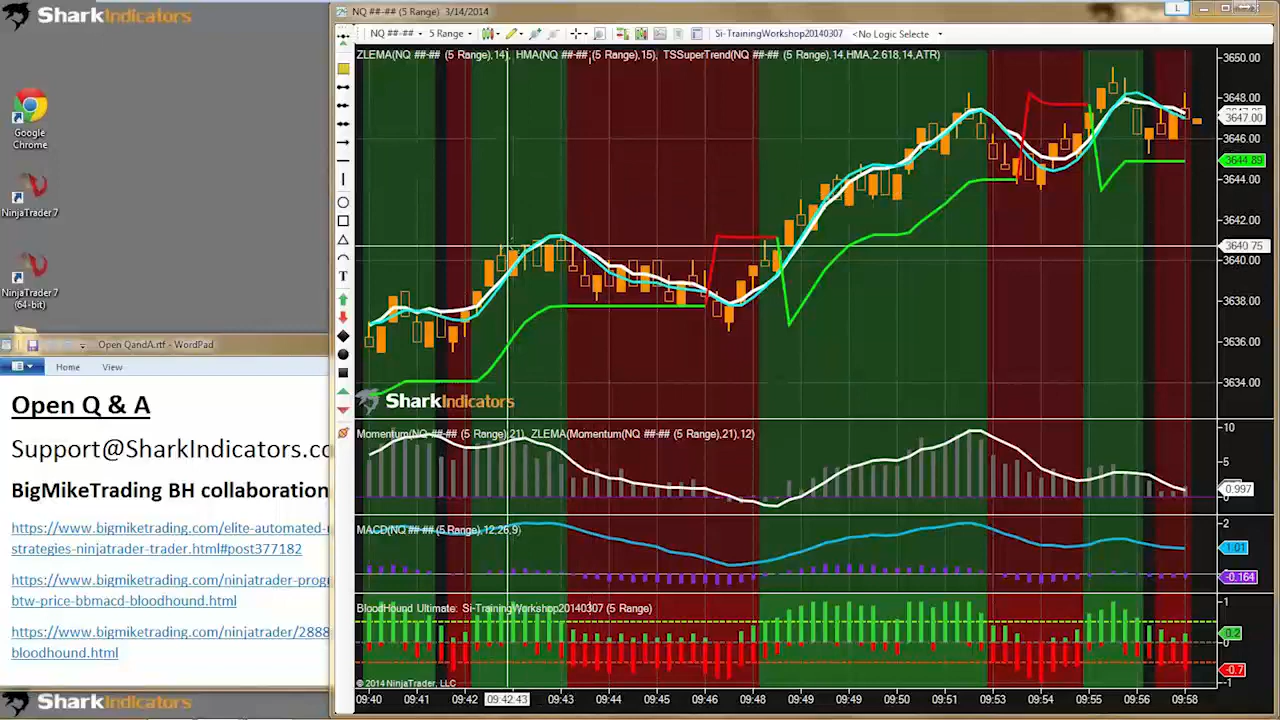 SharkIndicators
Google
Chrome
NinjaTrader 7
NinjaTrader 7
(64-bit)
Open QandA.rtf - WordPad
Home View
Open Q & A
Support@SharkIndicators.co
BigMikeTrading BH collaboration
https://www.bigmiketrading.com/elite-automated-
strategies-ninjatrader-trader.html#post377182
https://www.bigmiketrading.com/ninjatrader-prog
btw-price-bbmacd-bloodhound.html
https://www.bigmiketrading.com/ninjatrader/2888
bloodhound.html
SharkIndicators
NQ ##-## (5 Range) 3/14/2014
L
NQ ##-## 5 Range Si-TrainingWorkshop20140307 <No Logic Selecte
T
ZLEMA(NQ ##-## (5 Range),14), HMA(NQ ##-## (5 Range),15), TSSuperTrend(NQ ##-## (5 Range),14,HMA,2.618,14,ATR)
3650.00
3648.00
3647.00
3646.00
3644.89
3644.00
3642.00
3640.75
3640.00
3638.00
3636.00
3634.00
SharkIndicators
Momentum(NQ ##-## (5 Range),21), ZLEMA(Momentum(NQ ##-## (5 Range),21),12)
10
5
0.997
MACD(NQ ##-## (5 Range),12,26,9)
2
1.01
-0.164
BloodHound Ultimate: Si-TrainingWorkshop20140307 (5 Range)
1
0.2
0
-0.7
-1
© 2014 NinjaTrader, LLC
09:40 09:41 09:42 09:42:43 09:43 09:44 09:45 09:46 09:48 09:48 09:49 09:49 09:50 09:51 09:53 09:54 09:55 09:56 09:58